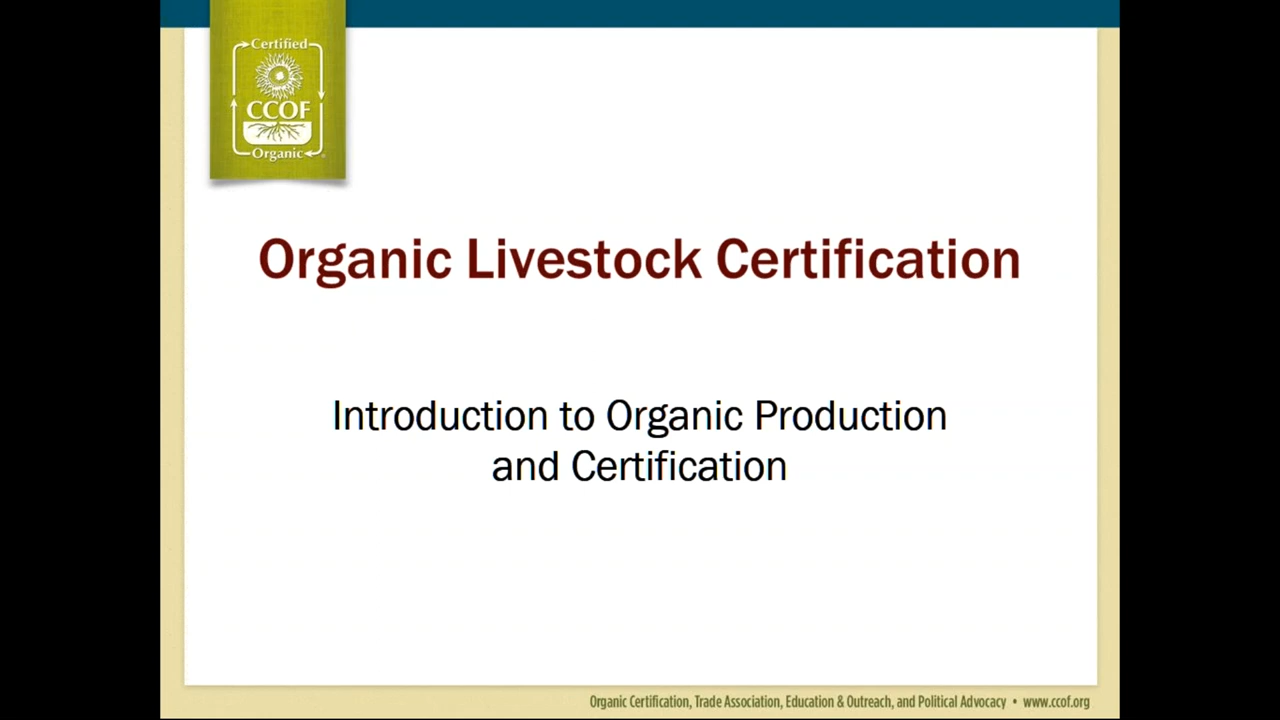 Certified
CCOF
Organic
Organic Livestock Certification
Introduction to Organic Production
and Certification
Organic Certification, Trade Association, Education & Outreach, and Political Advocacy • www.ccof.org